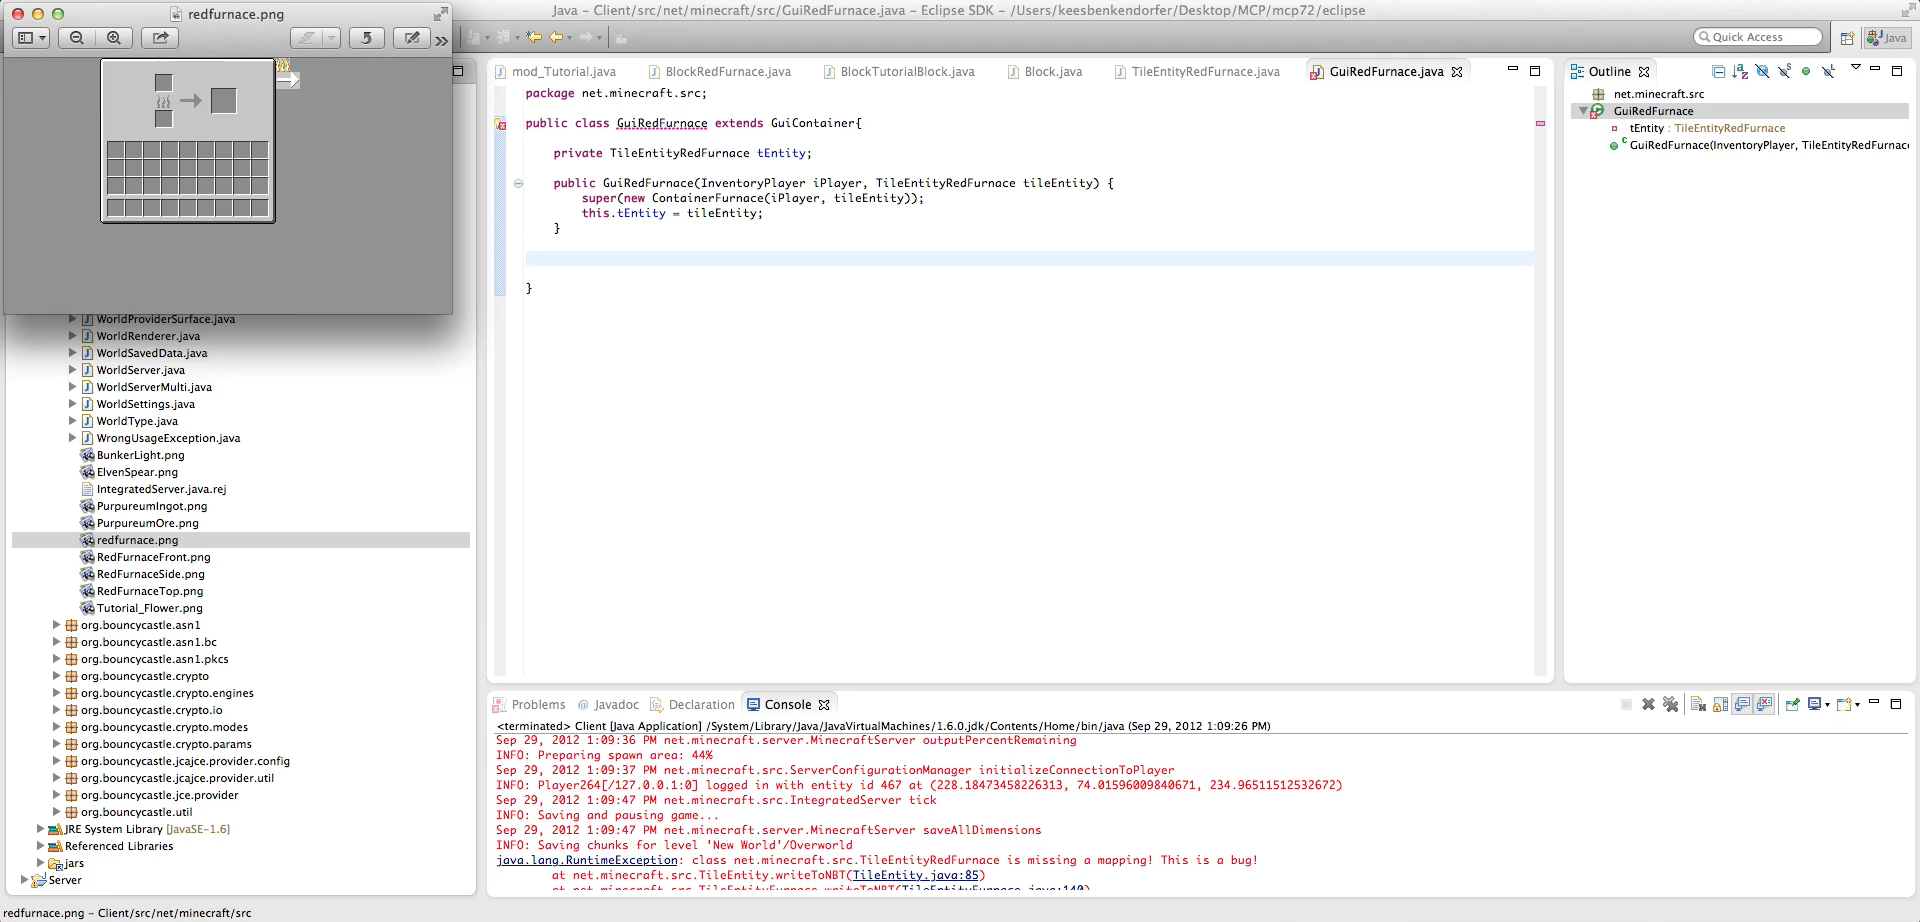 redfurnace.png
Java – Client/src/net/minecraft/src/GuiRedFurnace.java – Eclipse SDK – /Users/keesbenkendorfer/Desktop/MCP/mcp72/eclipse
Quick Access
Java
mod_Tutorial.java
BlockRedFurnace.java
BlockTutorialBlock.java
Block.java
TileEntityRedFurnace.java
GuiRedFurnace.java
package net.minecraft.src;
public class GuiRedFurnace extends GuiContainer{
private TileEntityRedFurnace tEntity;
public GuiRedFurnace(InventoryPlayer iPlayer, TileEntityRedFurnace tileEntity) {
super(new ContainerFurnace(iPlayer, tileEntity));
this.tEntity = tileEntity;
}
}
Outline
net.minecraft.src
GuiRedFurnace
tEntity : TileEntityRedFurnace
GuiRedFurnace(InventoryPlayer, TileEntityRedFurnace
WorldProviderSurface.java
WorldRenderer.java
WorldSavedData.java
WorldServer.java
WorldServerMulti.java
WorldSettings.java
WorldType.java
WrongUsageException.java
BunkerLight.png
ElvenSpear.png
IntegratedServer.java.rej
PurpureumIngot.png
PurpureumOre.png
redfurnace.png
RedFurnaceFront.png
RedFurnaceSide.png
RedFurnaceTop.png
Tutorial_Flower.png
org.bouncycastle.asn1
org.bouncycastle.asn1.bc
org.bouncycastle.asn1.pkcs
org.bouncycastle.crypto
org.bouncycastle.crypto.engines
org.bouncycastle.crypto.io
org.bouncycastle.crypto.modes
org.bouncycastle.crypto.params
org.bouncycastle.jcajce.provider.config
org.bouncycastle.jcajce.provider.util
org.bouncycastle.jce.provider
org.bouncycastle.util
JRE System Library [JavaSE-1.6]
Referenced Libraries
jars
Server
Problems
@ Javadoc
Declaration
Console
<terminated> Client [Java Application] /System/Library/Java/JavaVirtualMachines/1.6.0.jdk/Contents/Home/bin/java (Sep 29, 2012 1:09:26 PM)
Sep 29, 2012 1:09:36 PM net.minecraft.server.MinecraftServer outputPercentRemaining
INFO: Preparing spawn area: 44%
Sep 29, 2012 1:09:37 PM net.minecraft.src.ServerConfigurationManager initializeConnectionToPlayer
INFO: Player264[/127.0.0.1:0] logged in with entity id 467 at (228.18473458226313, 74.01596009840671, 234.96511512532672)
Sep 29, 2012 1:09:47 PM net.minecraft.src.IntegratedServer tick
INFO: Saving and pausing game...
Sep 29, 2012 1:09:47 PM net.minecraft.server.MinecraftServer saveAllDimensions
INFO: Saving chunks for level 'New World'/Overworld
java.lang.RuntimeException: class net.minecraft.src.TileEntityRedFurnace is missing a mapping! This is a bug!
at net.minecraft.src.TileEntity.writeToNBT(TileEntity.java:85)
at net.minecraft.src.TileEntityFurnace.writeToNBT(TileEntityFurnace.java:140)
redfurnace.png – Client/src/net/minecraft/src